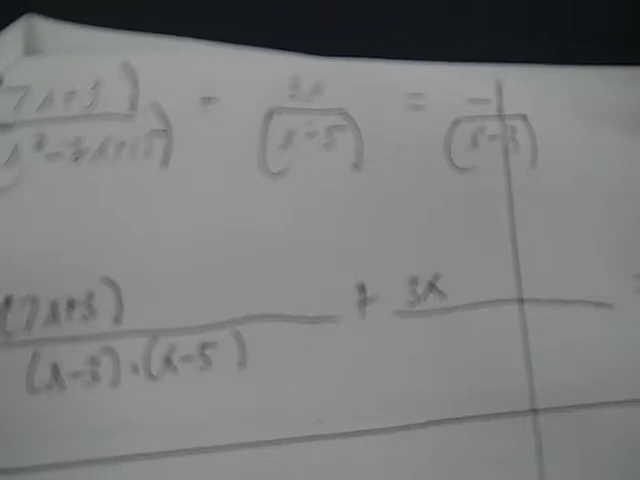 (7x+3) / (x²-8x+15) - 3x / (x-5) = -1 / (x-3)
(7x+3) / (x-3).(x-5) + 3x